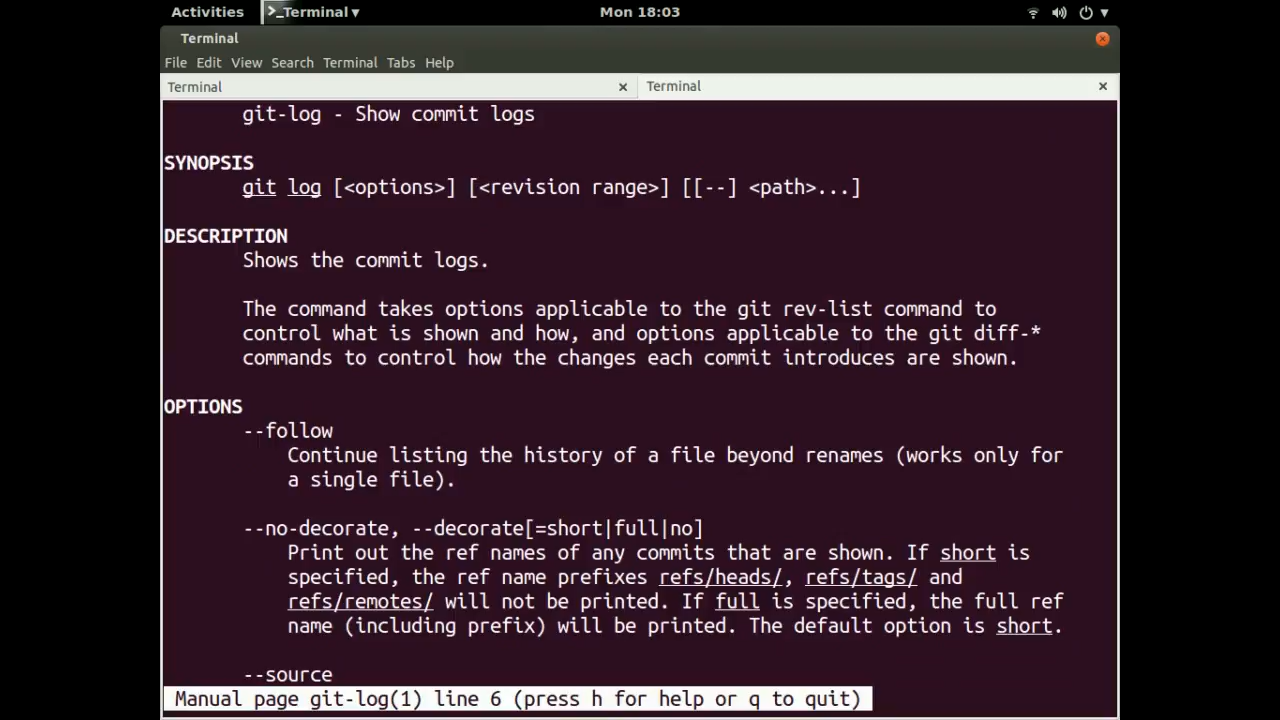 Activities >_Terminal ▾ Mon 18:03
Terminal
File Edit View Search Terminal Tabs Help
Terminal × Terminal ×
git-log - Show commit logs
SYNOPSIS
git log [<options>] [<revision range>] [[--] <path>...]
DESCRIPTION
Shows the commit logs.
The command takes options applicable to the git rev-list command to
control what is shown and how, and options applicable to the git diff-*
commands to control how the changes each commit introduces are shown.
OPTIONS
--follow
Continue listing the history of a file beyond renames (works only for
a single file).
--no-decorate, --decorate[=short|full|no]
Print out the ref names of any commits that are shown. If short is
specified, the ref name prefixes refs/heads/, refs/tags/ and
refs/remotes/ will not be printed. If full is specified, the full ref
name (including prefix) will be printed. The default option is short.
--source
Manual page git-log(1) line 6 (press h for help or q to quit)